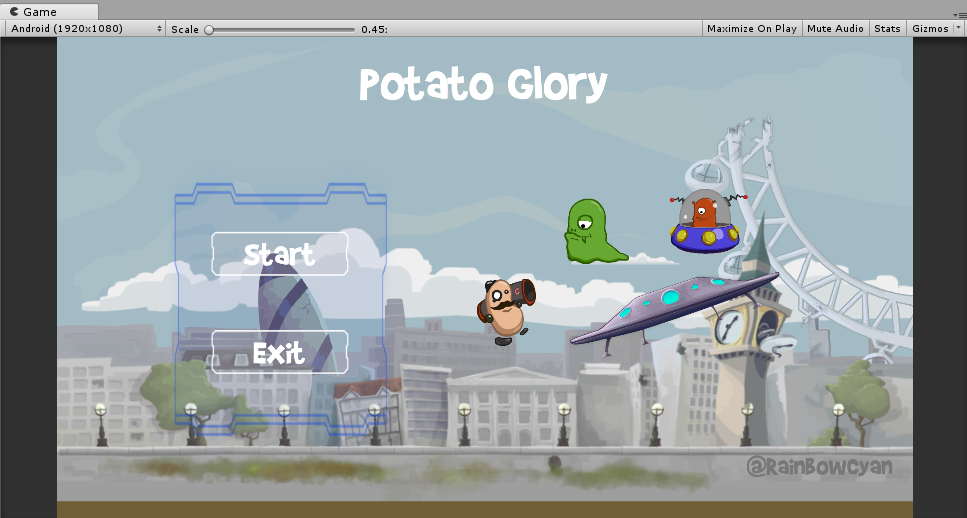 Game
Android (1920x1080) Scale 0.45: Maximize On Play Mute Audio Stats Gizmos
Potato Glory
Start
Exit
@RainBowCyan